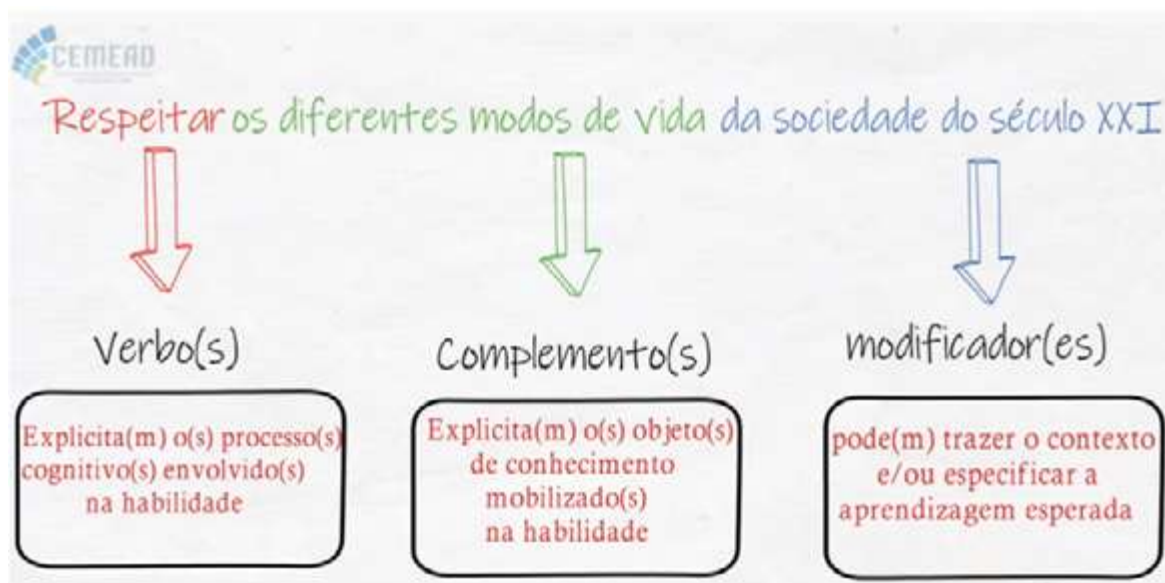 CEMEAD
Respeitar os diferentes modos de vida da sociedade do século XXI
Verbo(s)
Explicita(m) o(s) processo(s)
cognitivo(s) envolvido(s)
na habilidade
Complemento(s)
Explicita(m) o(s) objeto(s)
de conhecimento
mobilizado(s)
na habilidade
modificador(es)
pode(m) trazer o contexto
e/ou especificar a
aprendizagem esperada